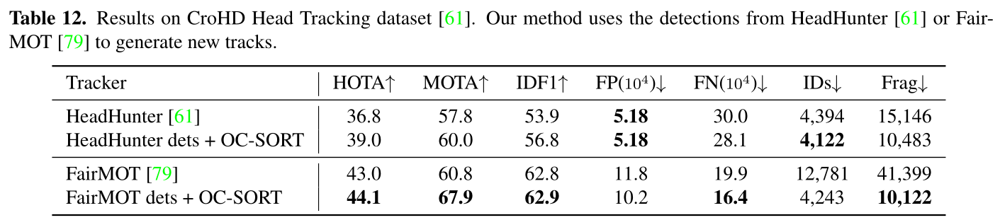 Table 12. Results on CroHD Head Tracking dataset [61]. Our method uses the detections from HeadHunter [61] or Fair-
MOT [79] to generate new tracks.
Tracker HOTA↑ MOTA↑ IDF1↑ FP(10⁴)↓ FN(10⁴)↓ IDs↓ Frag↓
HeadHunter [61] 36.8 57.8 53.9 5.18 30.0 4,394 15,146
HeadHunter dets + OC-SORT 39.0 60.0 56.8 5.18 28.1 4,122 10,483
FairMOT [79] 43.0 60.8 62.8 11.8 19.9 12,781 41,399
FairMOT dets + OC-SORT 44.1 67.9 62.9 10.2 16.4 4,243 10,122